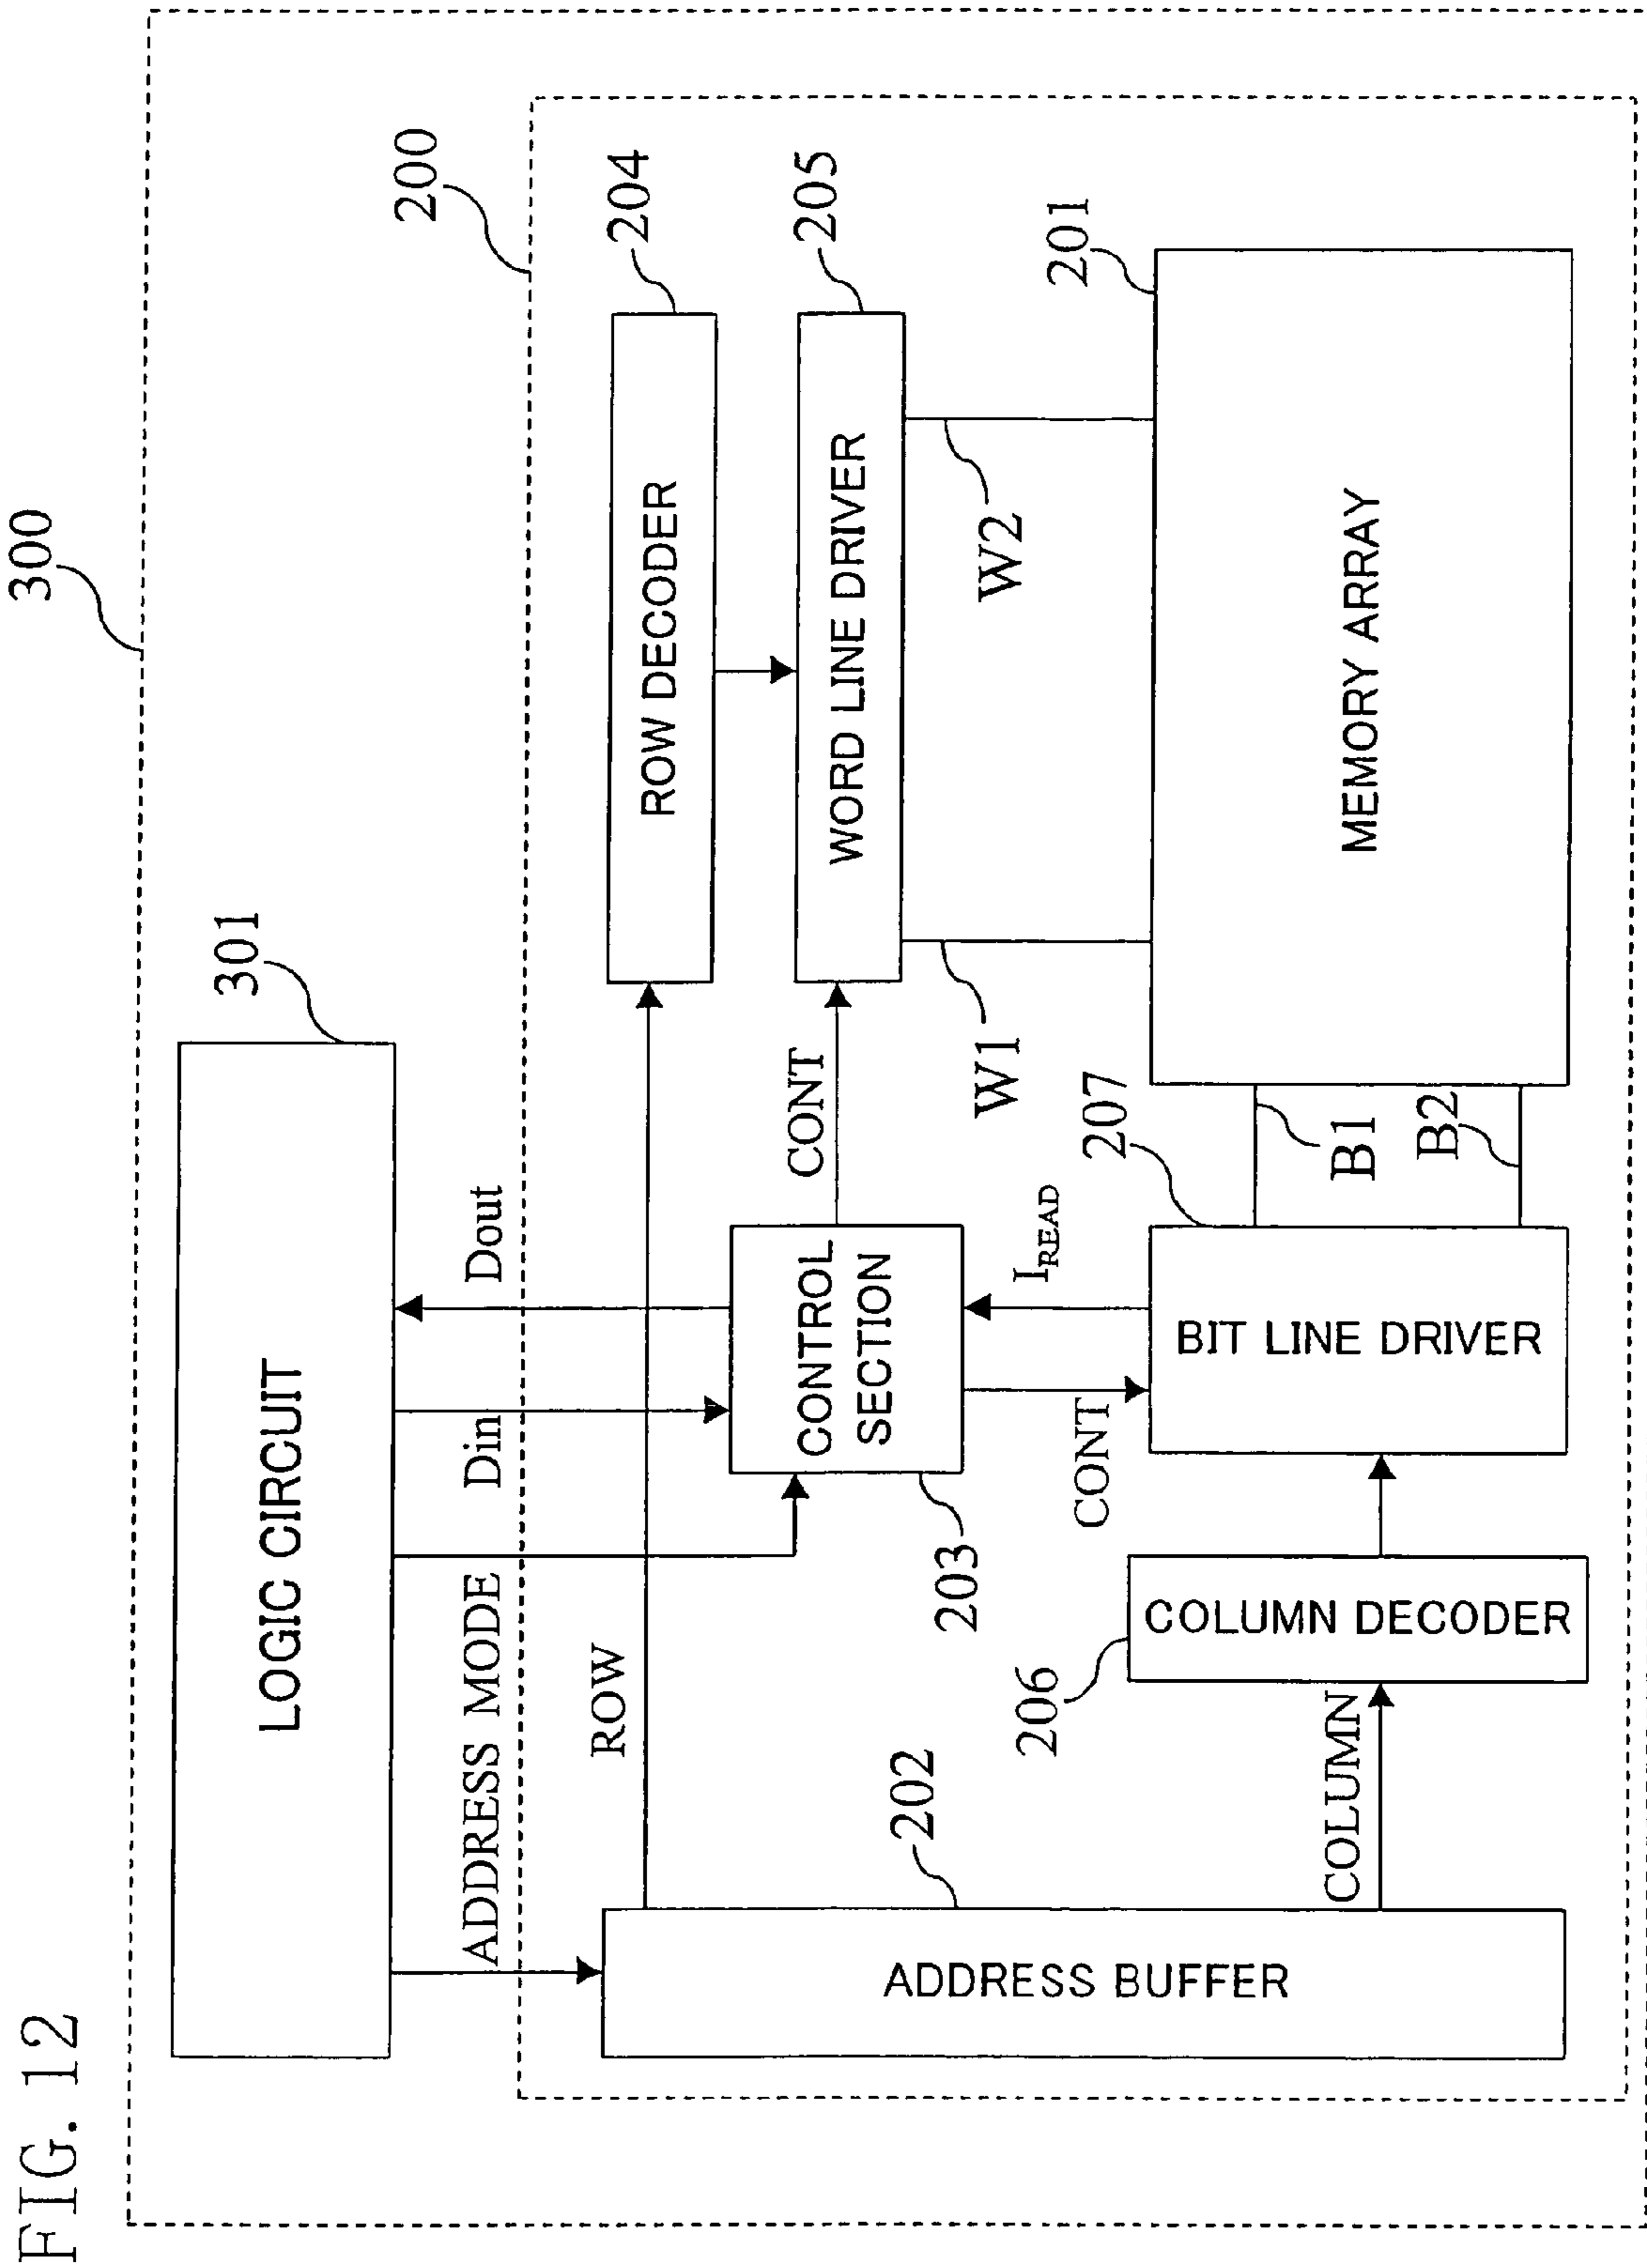 FIG. 12
300
301
LOGIC CIRCUIT
200
ADDRESS MODE
Din
Dout
ROW
204
ROW DECODER
CONT
205
WORD LINE DRIVER
CONTROL
SECTION
203
202
ADDRESS BUFFER
W1
W2
CONT
I_READ
207
201
206
COLUMN
COLUMN DECODER
BIT LINE DRIVER
B1
B2
MEMORY ARRAY